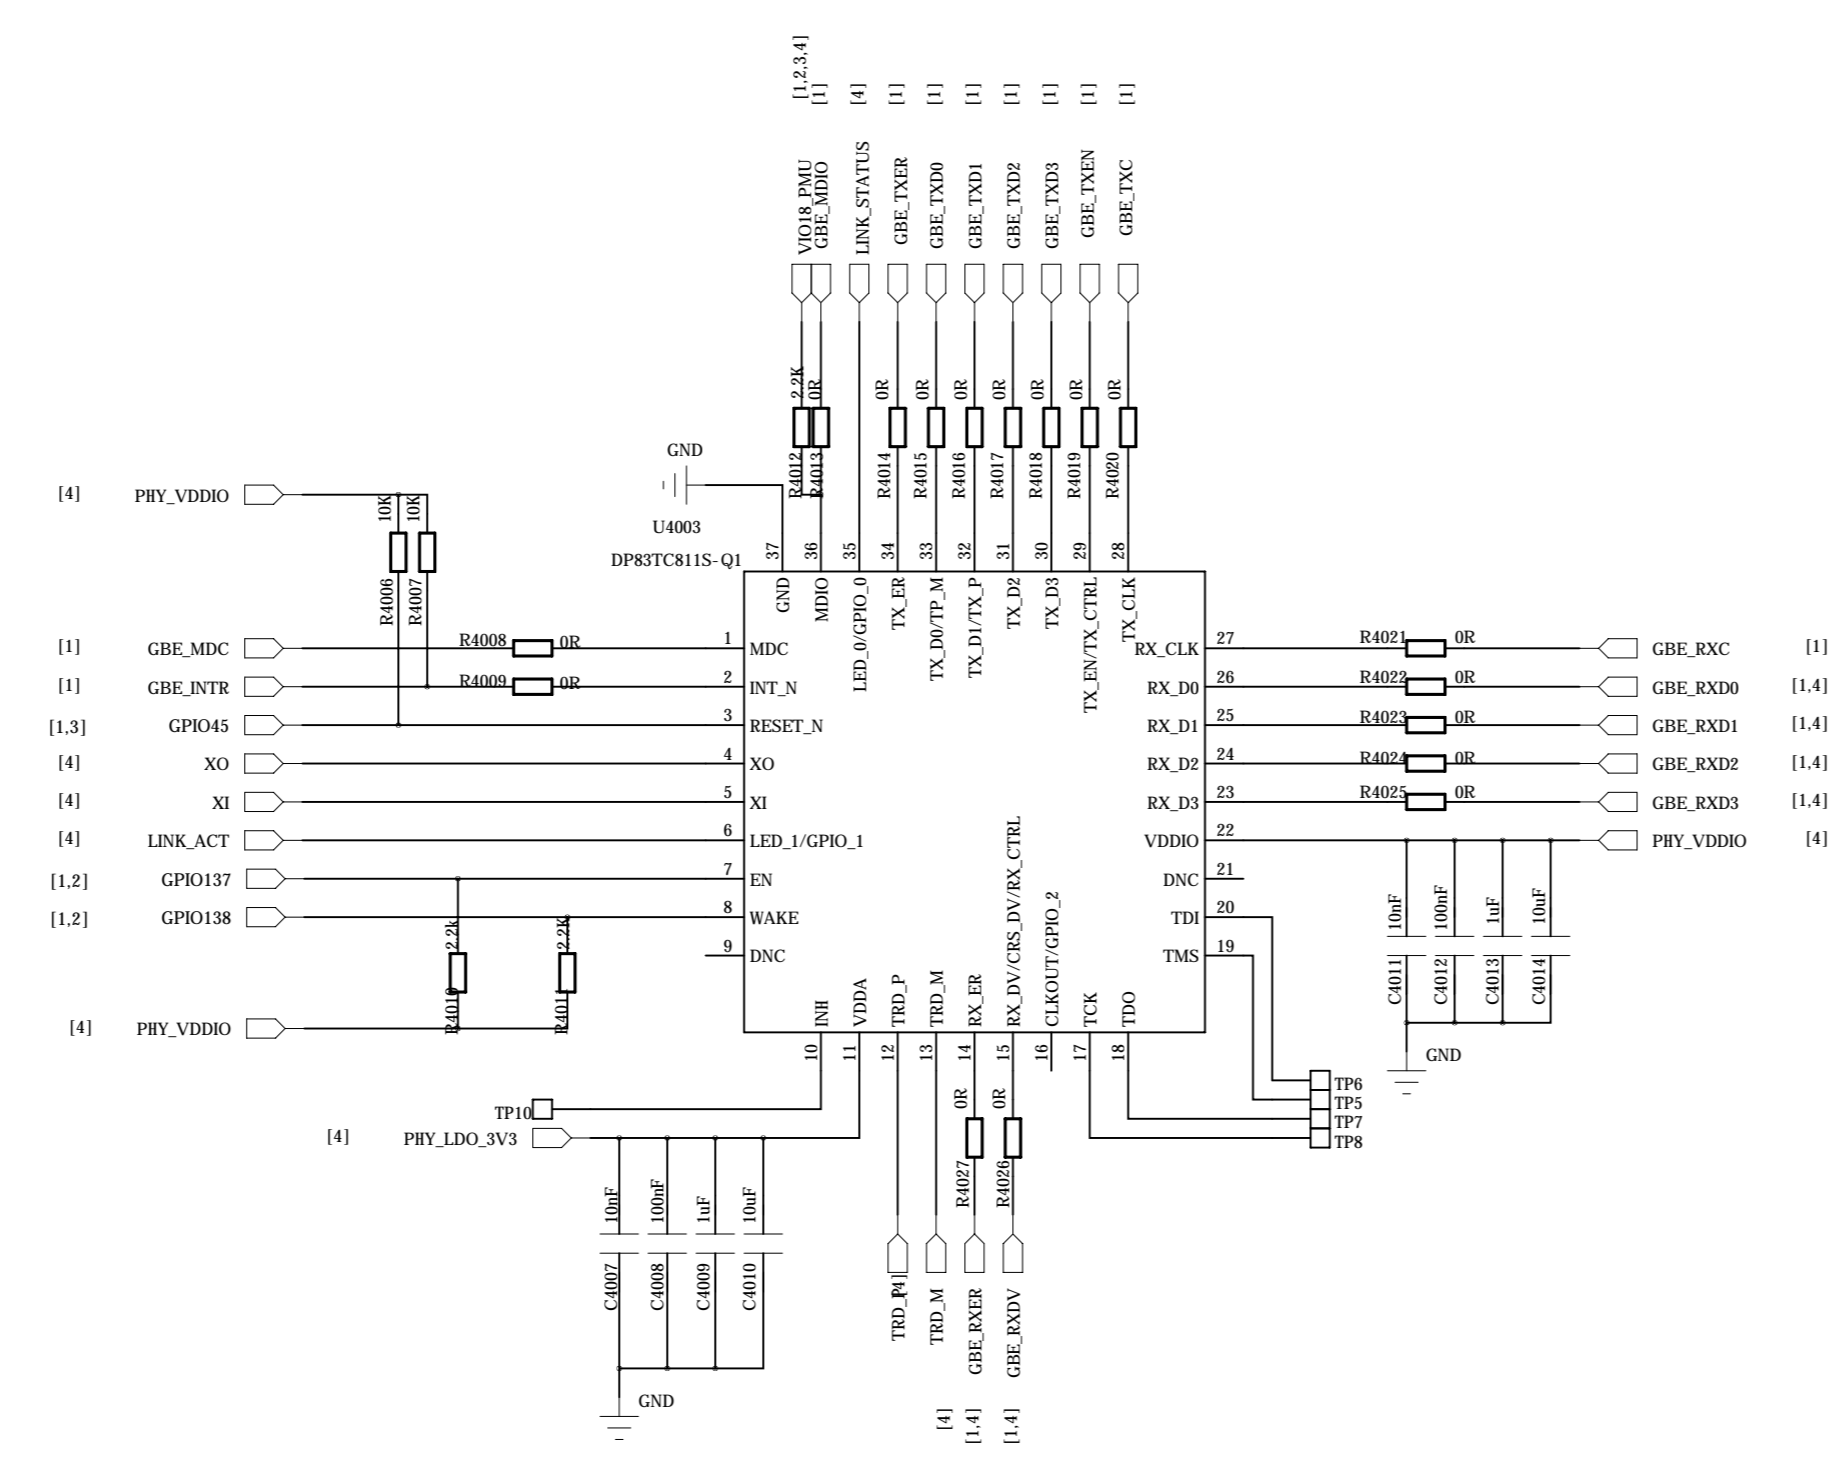 [1,2,3,4]
[1]
[4]
[1]
[1]
[1]
[1]
[1]
[1]
[1]
VIO18_PMU
GBE_MDIO
LINK_STATUS
GBE_TXER
GBE_TXD0
GBE_TXD1
GBE_TXD2
GBE_TXD3
GBE_TXEN
GBE_TXC
2.2K
0R
0R
0R
0R
0R
0R
0R
0R
R4012
R4013
R4014
R4015
R4016
R4017
R4018
R4019
R4020
GND
U4003
DP83TC811S-Q1
37
36
35
34
33
32
31
30
29
28
GND
MDIO
LED_0/GPIO_0
TX_ER
TX_D0/TP_M
TX_D1/TX_P
TX_D2
TX_D3
TX_EN/TX_CTRL
TX_CLK
[4] PHY_VDDIO
10K
10K
R4006
R4007
[1] GBE_MDC R4008 0R 1 MDC
[1] GBE_INTR R4009 0R 2 INT_N
[1,3] GPIO45 3 RESET_N
[4] XO 4 XO
[4] XI 5 XI
[4] LINK_ACT 6 LED_1/GPIO_1
[1,2] GPIO137 7 EN
[1,2] GPIO138 8 WAKE
9 DNC
2.2k
2.2K
R4010
R4011
[4] PHY_VDDIO
RX_CLK 27 R4021 0R GBE_RXC [1]
RX_D0 26 R4022 0R GBE_RXD0 [1,4]
RX_D1 25 R4023 0R GBE_RXD1 [1,4]
RX_D2 24 R4024 0R GBE_RXD2 [1,4]
RX_D3 23 R4025 0R GBE_RXD3 [1,4]
VDDIO 22 PHY_VDDIO [4]
DNC 21
TDI 20
TMS 19
10nF
100nF
1uF
10uF
C4011
C4012
C4013
C4014
GND
INH
VDDA
TRD_P
TRD_M
RX_ER
RX_DV/CRS_DV/RX_CTRL
CLKOUT/GPIO_2
TCK
TDO
10
11
12
13
14
15
16
17
18
TP6
TP5
TP7
TP8
TP10
[4] PHY_LDO_3V3
0R
0R
R4027
R4026
10nF
100nF
1uF
10uF
C4007
C4008
C4009
C4010
GND
TRD_P
[4]
TRD_M
GBE_RXER
GBE_RXDV
[4]
[1,4]
[1,4]